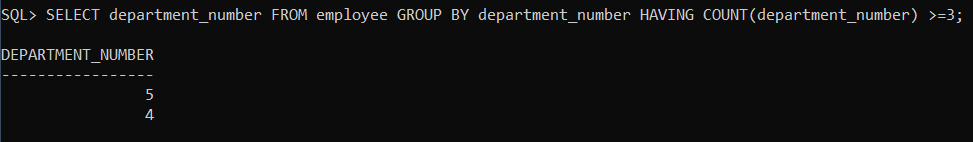 SQL> SELECT department_number FROM employee GROUP BY department_number HAVING COUNT(department_number) >=3;
DEPARTMENT_NUMBER
-----------------
5
4